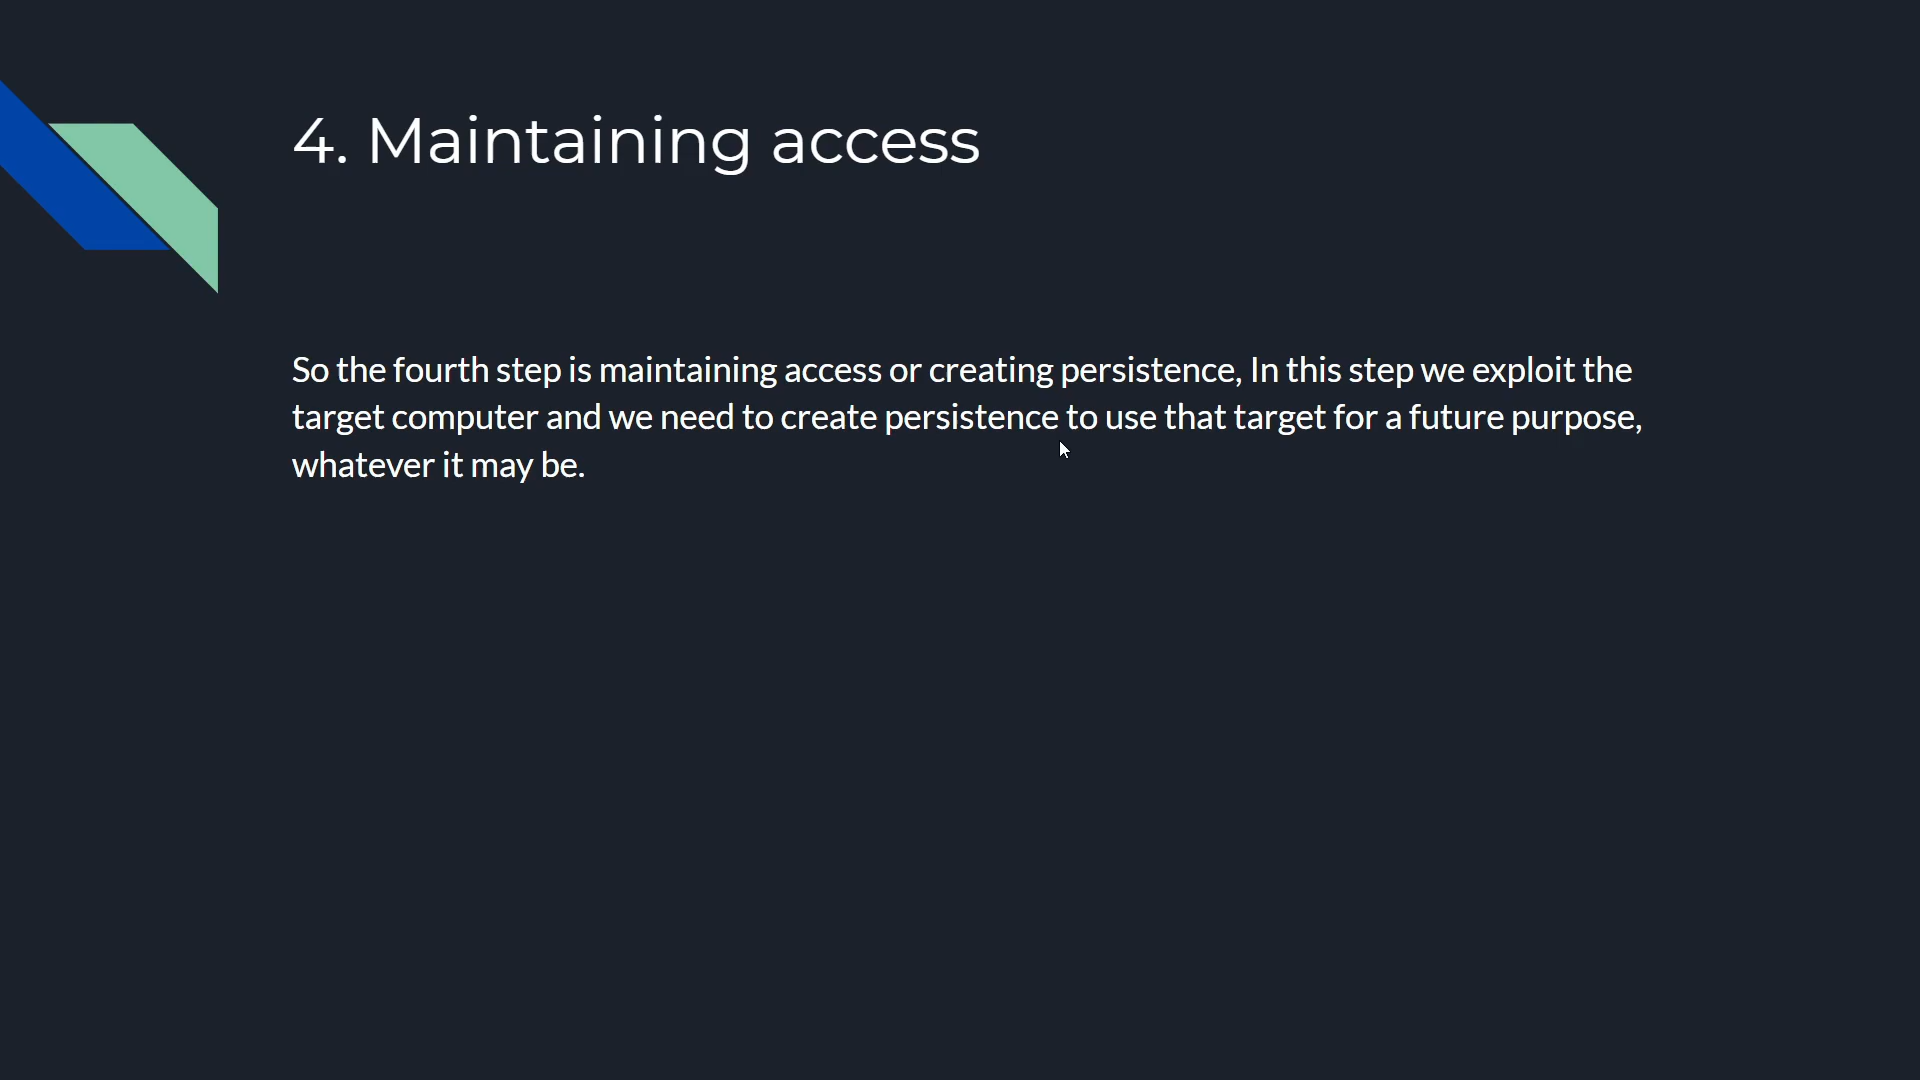 4. Maintaining access
So the fourth step is maintaining access or creating persistence, In this step we exploit the
target computer and we need to create persistence to use that target for a future purpose,
whatever it may be.